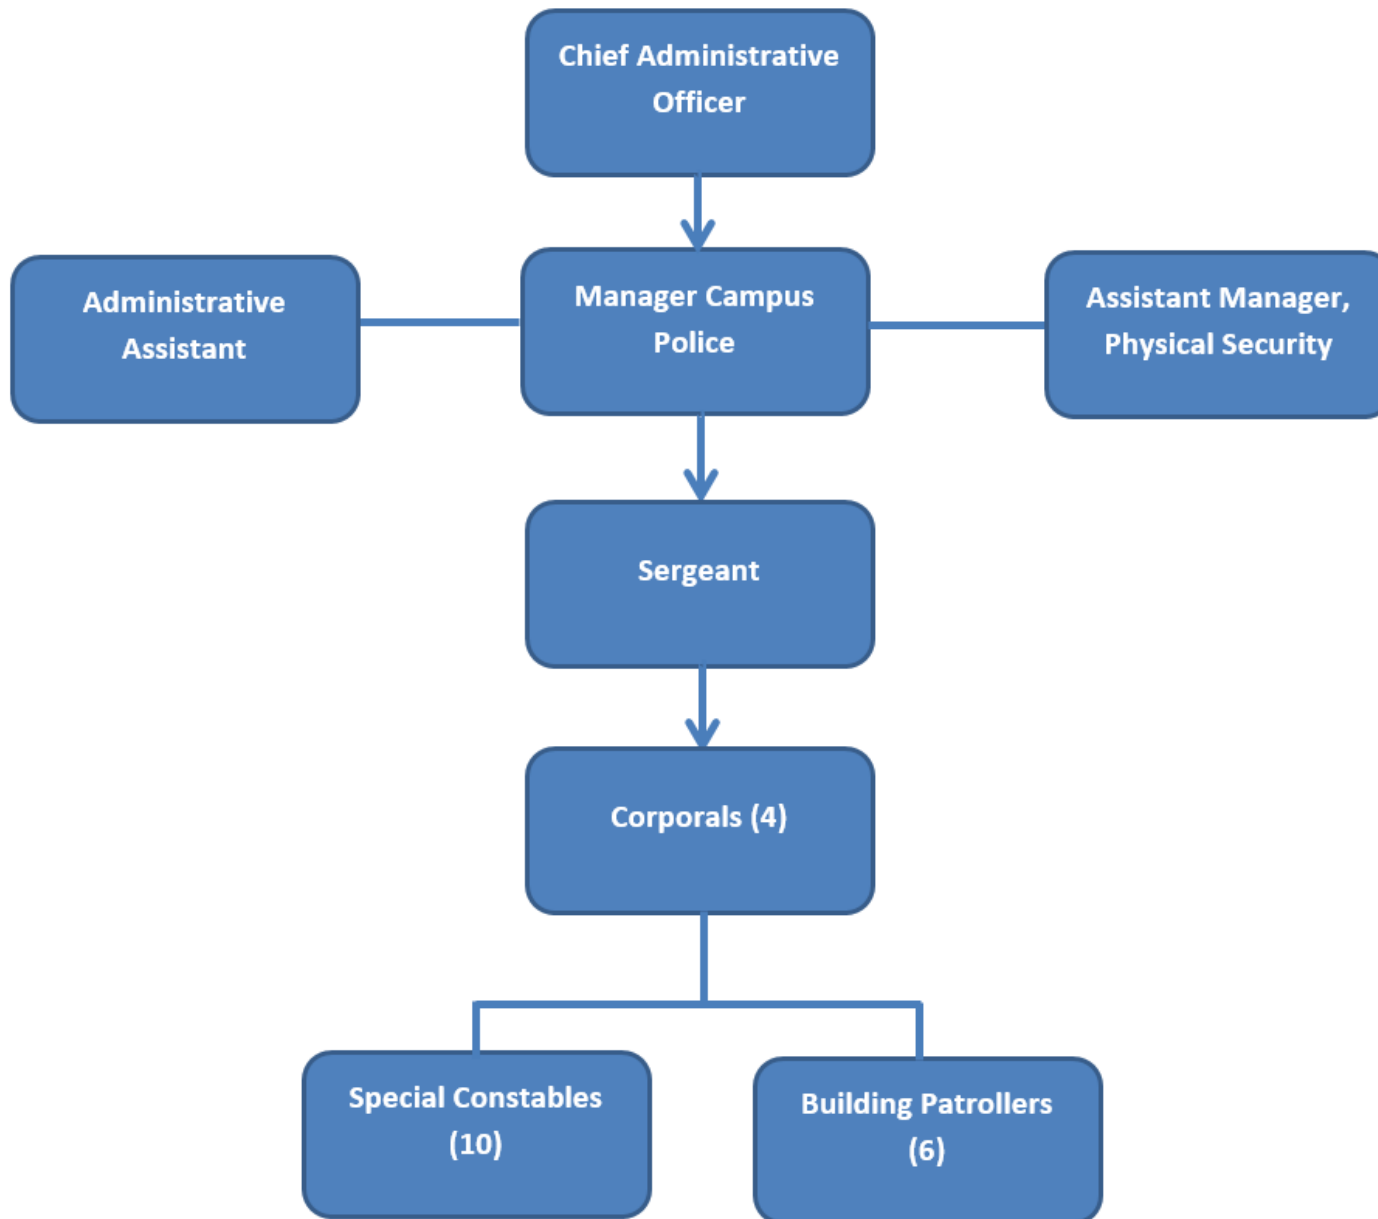 Chief Administrative
Officer
Administrative
Assistant
Manager Campus
Police
Assistant Manager,
Physical Security
Sergeant
Corporals (4)
Special Constables
(10)
Building Patrollers
(6)